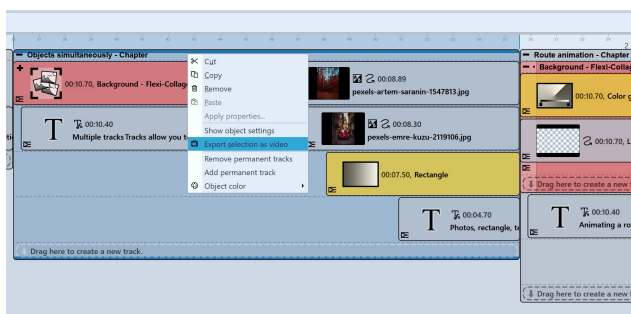 Objects simultaneously - Chapter
00:10.70, Background - Flexi-Collag
00:10.40
Multiple tracks Tracks allow you t
Cut
Copy
Remove
Paste
Apply properties...
Show object settings
Export selection as video
Remove permanent tracks
Add permanent track
Object color
00:08.89
pexels-artem-saranin-1547813.jpg
00:08.30
pexels-emre-kuzu-2119106.jpg
00:07.50, Rectangle
00:04.70
Photos, rectangle, te
Drag here to create a new track.
Route animation - Chapter
Background - Flexi-Collag
00:10.70, Color g
00:10.70, L
Drag here to create a new t
00:10.40
Animating a ro
Drag here to create a new t